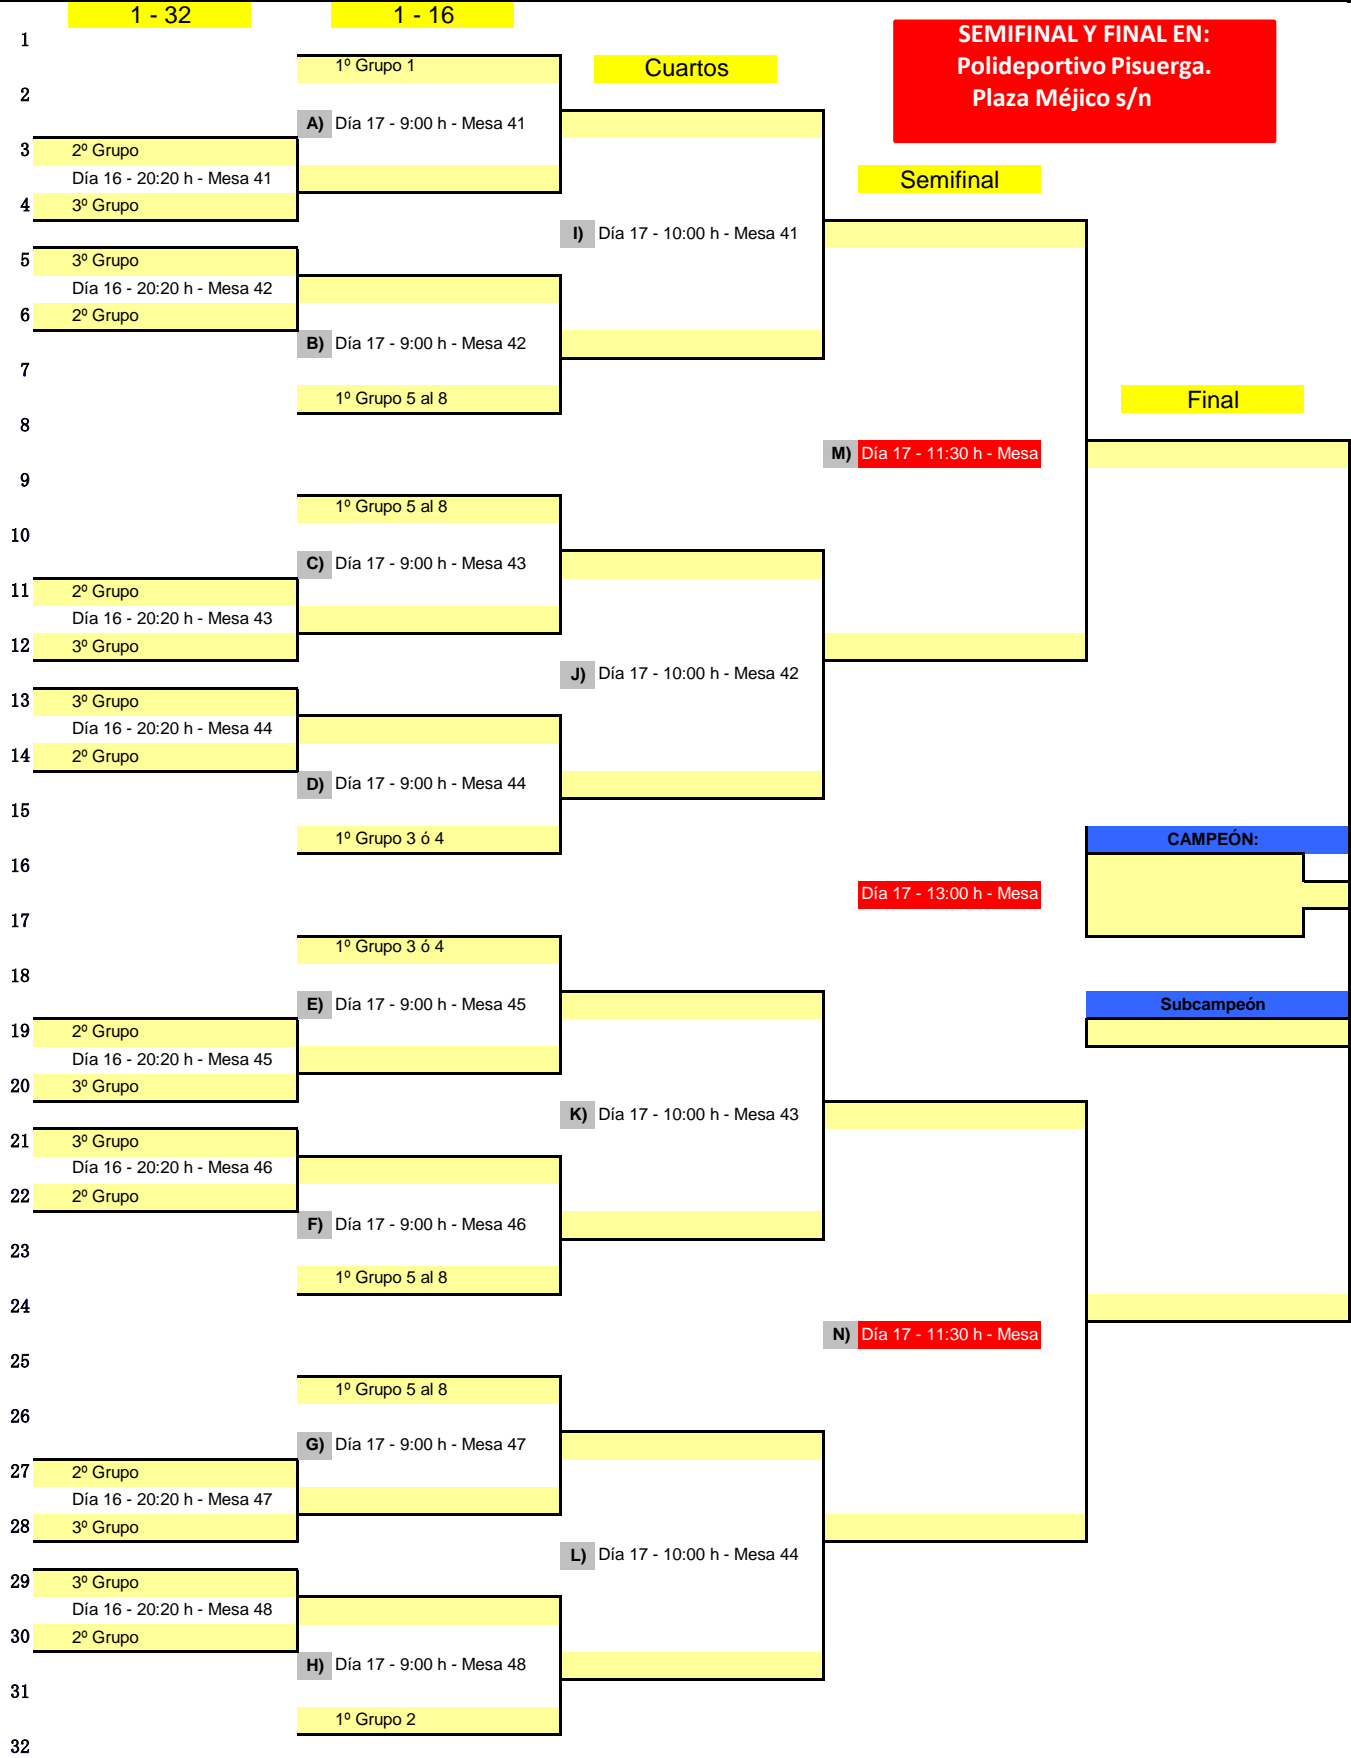 1 - 32
1 - 16
SEMIFINAL Y FINAL EN:
Polideportivo Pisuerga.
Plaza Méjico s/n
1
1º Grupo 1
Cuartos
2
A) Día 17 - 9:00 h - Mesa 41
3 2º Grupo
Día 16 - 20:20 h - Mesa 41
Semifinal
4 3º Grupo
I) Día 17 - 10:00 h - Mesa 41
5 3º Grupo
Día 16 - 20:20 h - Mesa 42
6 2º Grupo
B) Día 17 - 9:00 h - Mesa 42
7
1º Grupo 5 al 8
Final
8
M) Día 17 - 11:30 h - Mesa
9
1º Grupo 5 al 8
10
C) Día 17 - 9:00 h - Mesa 43
11 2º Grupo
Día 16 - 20:20 h - Mesa 43
12 3º Grupo
J) Día 17 - 10:00 h - Mesa 42
13 3º Grupo
Día 16 - 20:20 h - Mesa 44
14 2º Grupo
D) Día 17 - 9:00 h - Mesa 44
15
1º Grupo 3 ó 4
CAMPEÓN:
16
Día 17 - 13:00 h - Mesa
17
1º Grupo 3 ó 4
18
E) Día 17 - 9:00 h - Mesa 45
Subcampeón
19 2º Grupo
Día 16 - 20:20 h - Mesa 45
20 3º Grupo
K) Día 17 - 10:00 h - Mesa 43
21 3º Grupo
Día 16 - 20:20 h - Mesa 46
22 2º Grupo
F) Día 17 - 9:00 h - Mesa 46
23
1º Grupo 5 al 8
24
N) Día 17 - 11:30 h - Mesa
25
1º Grupo 5 al 8
26
G) Día 17 - 9:00 h - Mesa 47
27 2º Grupo
Día 16 - 20:20 h - Mesa 47
28 3º Grupo
L) Día 17 - 10:00 h - Mesa 44
29 3º Grupo
Día 16 - 20:20 h - Mesa 48
30 2º Grupo
H) Día 17 - 9:00 h - Mesa 48
31
1º Grupo 2
32